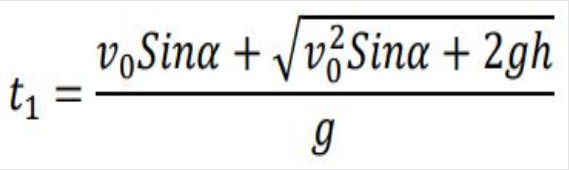 t₁ = (v₀Sinα + √(v₀²Sinα + 2gh)) / g